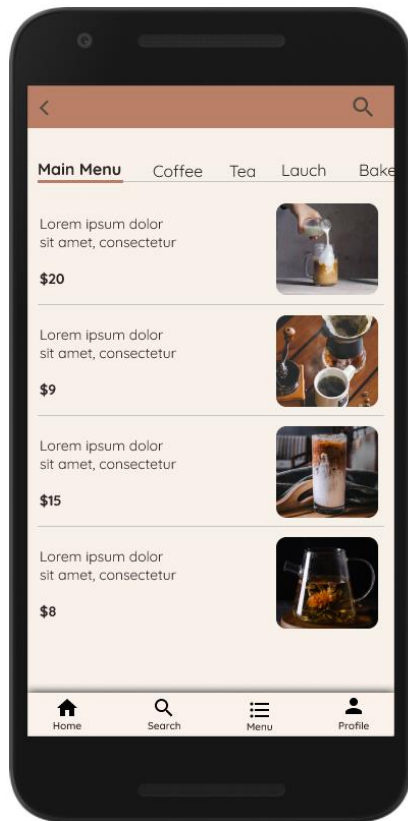 Main Menu Coffee Tea Lauch Bake
Lorem ipsum dolor
sit amet, consectetur
$20
Lorem ipsum dolor
sit amet, consectetur
$9
Lorem ipsum dolor
sit amet, consectetur
$15
Lorem ipsum dolor
sit amet, consectetur
$8
Home Search Menu Profile